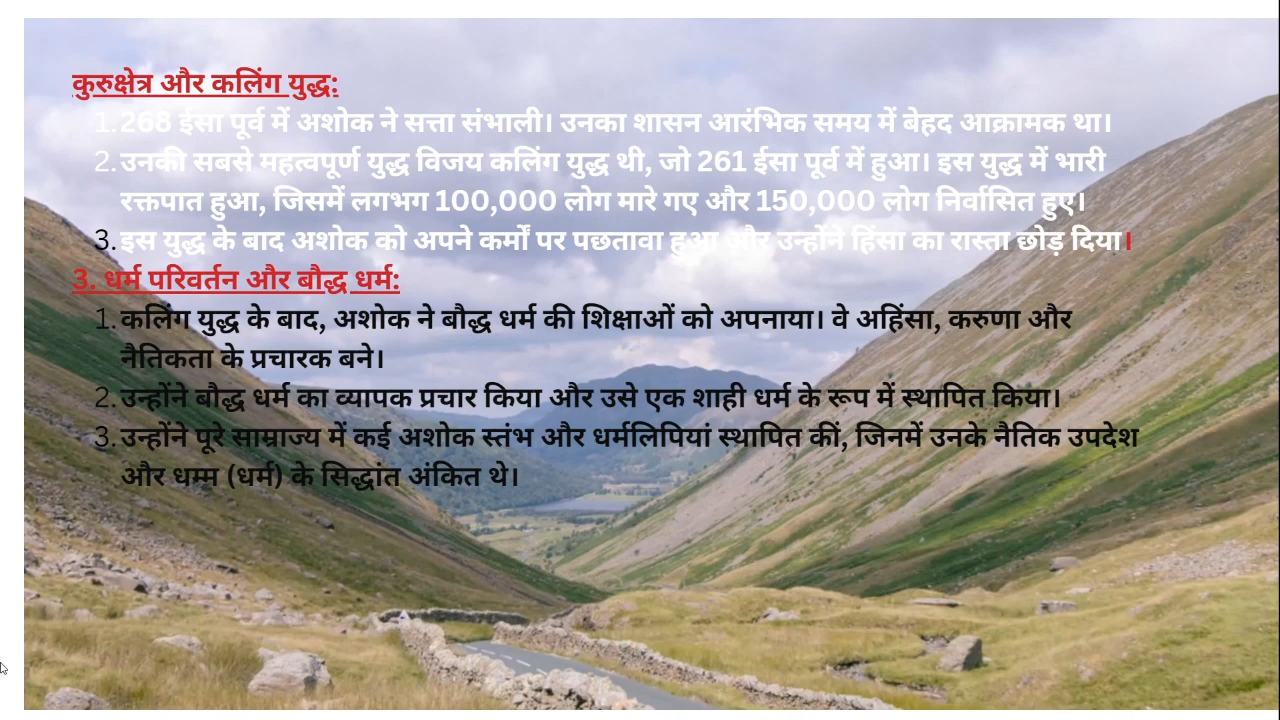 कुरुक्षेत्र और कलिंग युद्ध:
1. 268 ईसा पूर्व में अशोक ने सत्ता संभाली। उनका शासन आरंभिक समय में बेहद आक्रामक था।
2. उनकी सबसे महत्वपूर्ण युद्ध विजय कलिंग युद्ध थी, जो 261 ईसा पूर्व में हुआ। इस युद्ध में भारी
रक्तपात हुआ, जिसमें लगभग 100,000 लोग मारे गए और 150,000 लोग निर्वासित हुए।
3. इस युद्ध के बाद अशोक को अपने कर्मों पर पछतावा हुआ और उन्होंने हिंसा का रास्ता छोड़ दिया।
3. धर्म परिवर्तन और बौद्ध धर्म:
1. कलिंग युद्ध के बाद, अशोक ने बौद्ध धर्म की शिक्षाओं को अपनाया। वे अहिंसा, करुणा और
नैतिकता के प्रचारक बने।
2. उन्होंने बौद्ध धर्म का व्यापक प्रचार किया और उसे एक शाही धर्म के रूप में स्थापित किया।
3. उन्होंने पूरे साम्राज्य में कई अशोक स्तंभ और धर्मलिपियां स्थापित कीं, जिनमें उनके नैतिक उपदेश
और धम्म (धर्म) के सिद्धांत अंकित थे।